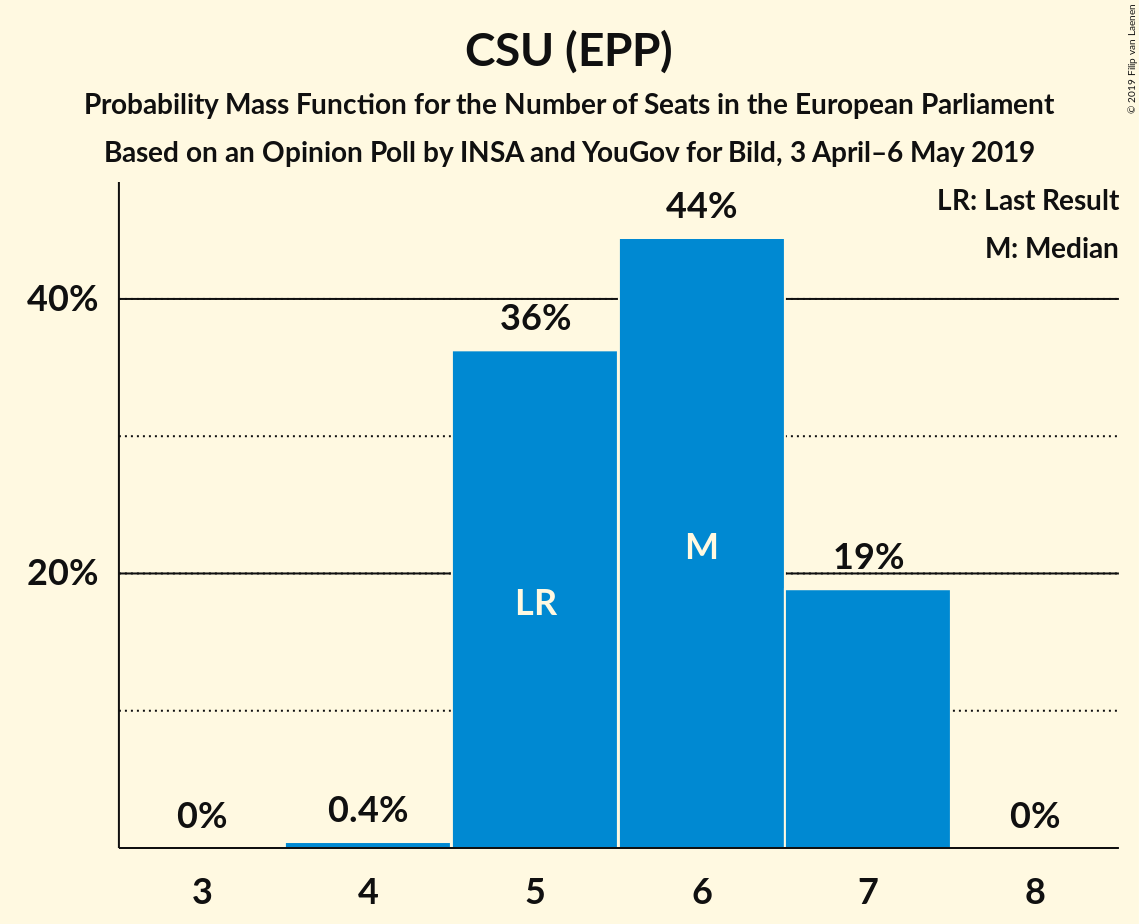 CSU (EPP)
Probability Mass Function for the Number of Seats in the European Parliament
Based on an Opinion Poll by INSA and YouGov for Bild, 3 April–6 May 2019
© 2019 Filip van Laenen
LR: Last Result
M: Median
40%
20%
0%
0.4%
36%
44%
19%
0%
LR
M
3
4
5
6
7
8